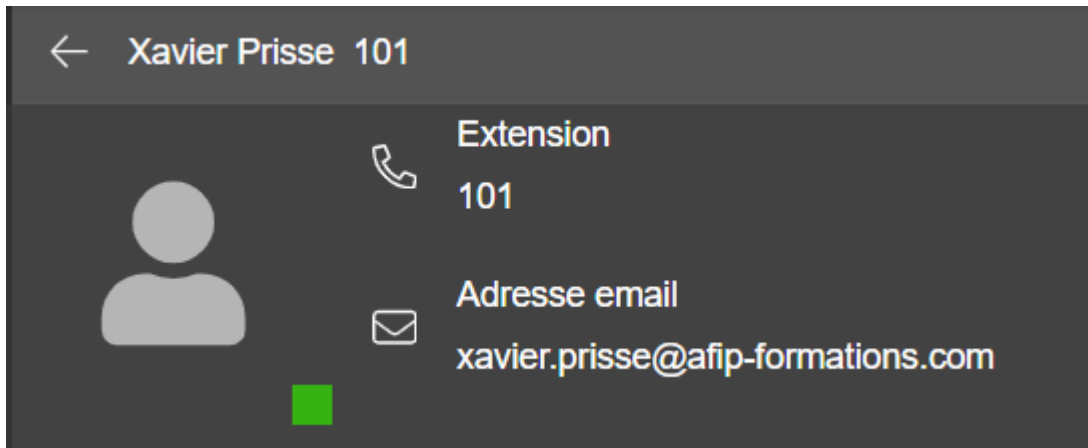 Xavier Prisse 101
Extension
101
Adresse email
xavier.prisse@afip-formations.com